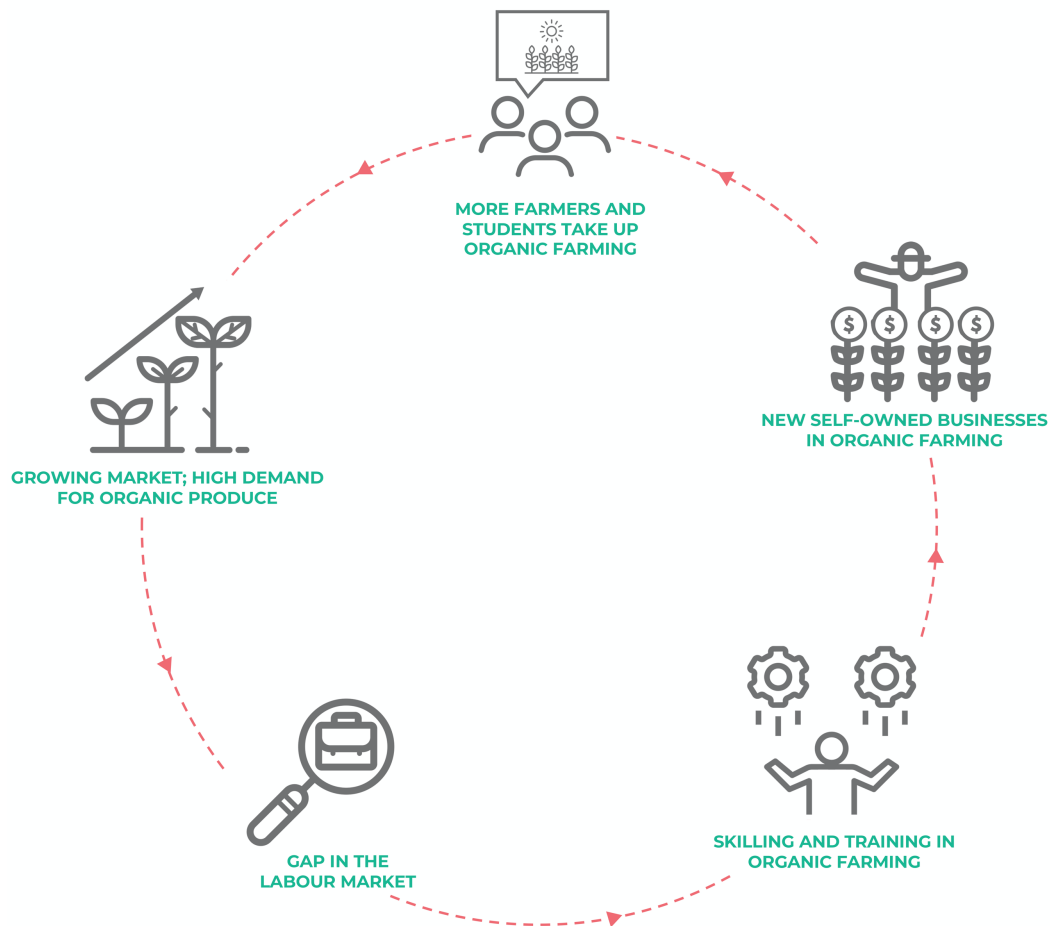 MORE FARMERS AND
STUDENTS TAKE UP
ORGANIC FARMING
$ $ $ $
NEW SELF-OWNED BUSINESSES
IN ORGANIC FARMING
GROWING MARKET; HIGH DEMAND
FOR ORGANIC PRODUCE
SKILLING AND TRAINING IN
ORGANIC FARMING
GAP IN THE
LABOUR MARKET